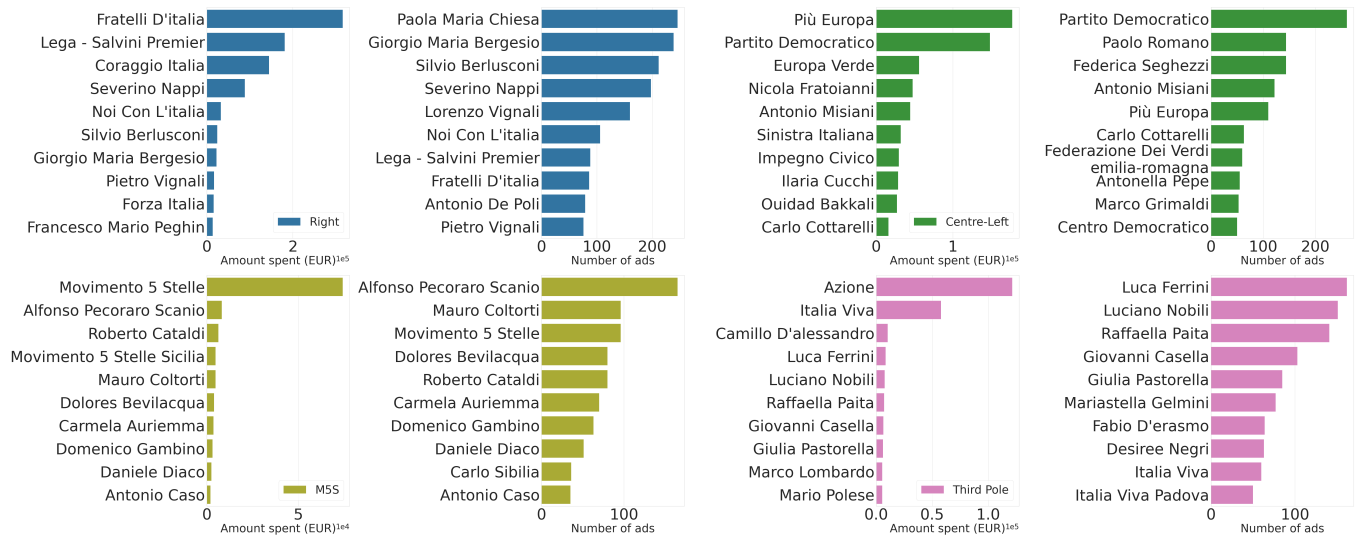 Fratelli D'italia
Lega - Salvini Premier
Coraggio Italia
Severino Nappi
Noi Con L'italia
Silvio Berlusconi
Giorgio Maria Bergesio
Pietro Vignali
Forza Italia
Francesco Mario Peghin
Right
0 2
Amount spent (EUR) 1e5
Paola Maria Chiesa
Giorgio Maria Bergesio
Silvio Berlusconi
Severino Nappi
Lorenzo Vignali
Noi Con L'italia
Lega - Salvini Premier
Fratelli D'italia
Antonio De Poli
Pietro Vignali
0 100 200
Number of ads
Più Europa
Partito Democratico
Europa Verde
Nicola Fratoianni
Antonio Misiani
Sinistra Italiana
Impegno Civico
Ilaria Cucchi
Ouidad Bakkali
Carlo Cottarelli
Centre-Left
0 1
Amount spent (EUR) 1e5
Partito Democratico
Paolo Romano
Federica Seghezzi
Antonio Misiani
Più Europa
Carlo Cottarelli
Federazione Dei Verdi
emilia-romagna
Antonella Pepe
Marco Grimaldi
Centro Democratico
0 100 200
Number of ads
Movimento 5 Stelle
Alfonso Pecoraro Scanio
Roberto Cataldi
Movimento 5 Stelle Sicilia
Mauro Coltorti
Dolores Bevilacqua
Carmela Auriemma
Domenico Gambino
Daniele Diaco
Antonio Caso
M5S
0 5
Amount spent (EUR) 1e4
Alfonso Pecoraro Scanio
Mauro Coltorti
Movimento 5 Stelle
Dolores Bevilacqua
Roberto Cataldi
Carmela Auriemma
Domenico Gambino
Daniele Diaco
Carlo Sibilia
Antonio Caso
0 100
Number of ads
Azione
Italia Viva
Camillo D'alessandro
Luca Ferrini
Luciano Nobili
Raffaella Paita
Giovanni Casella
Giulia Pastorella
Marco Lombardo
Mario Polese
Third Pole
0.0 0.5 1.0
Amount spent (EUR) 1e5
Luca Ferrini
Luciano Nobili
Raffaella Paita
Giovanni Casella
Giulia Pastorella
Mariastella Gelmini
Fabio D'erasmo
Desiree Negri
Italia Viva
Italia Viva Padova
0 100
Number of ads